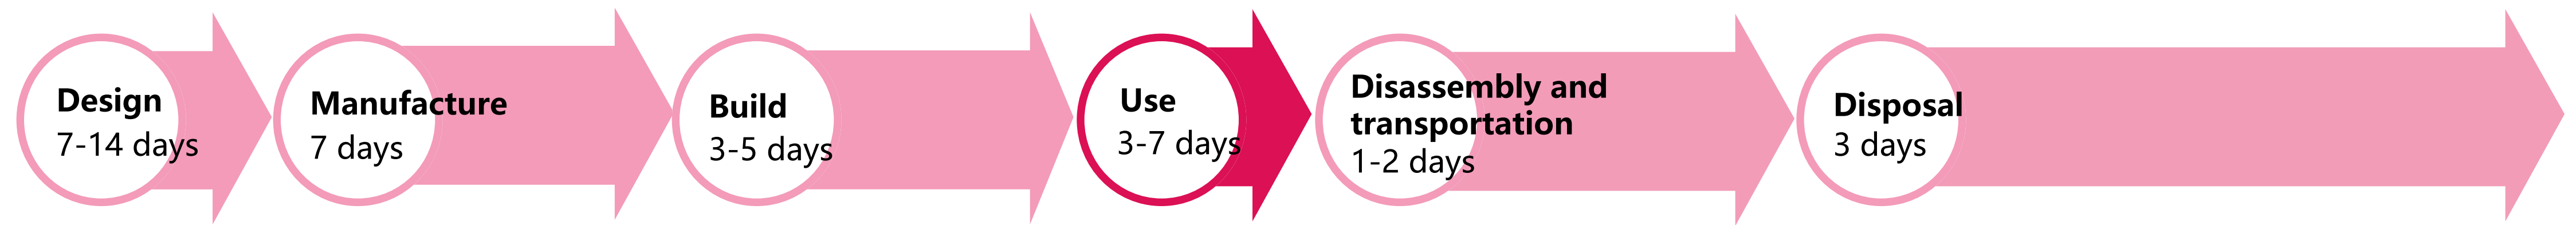 Design
7-14 days
Manufacture
7 days
Build
3-5 days
Use
3-7 days
Disassembly and
transportation
1-2 days
Disposal
3 days